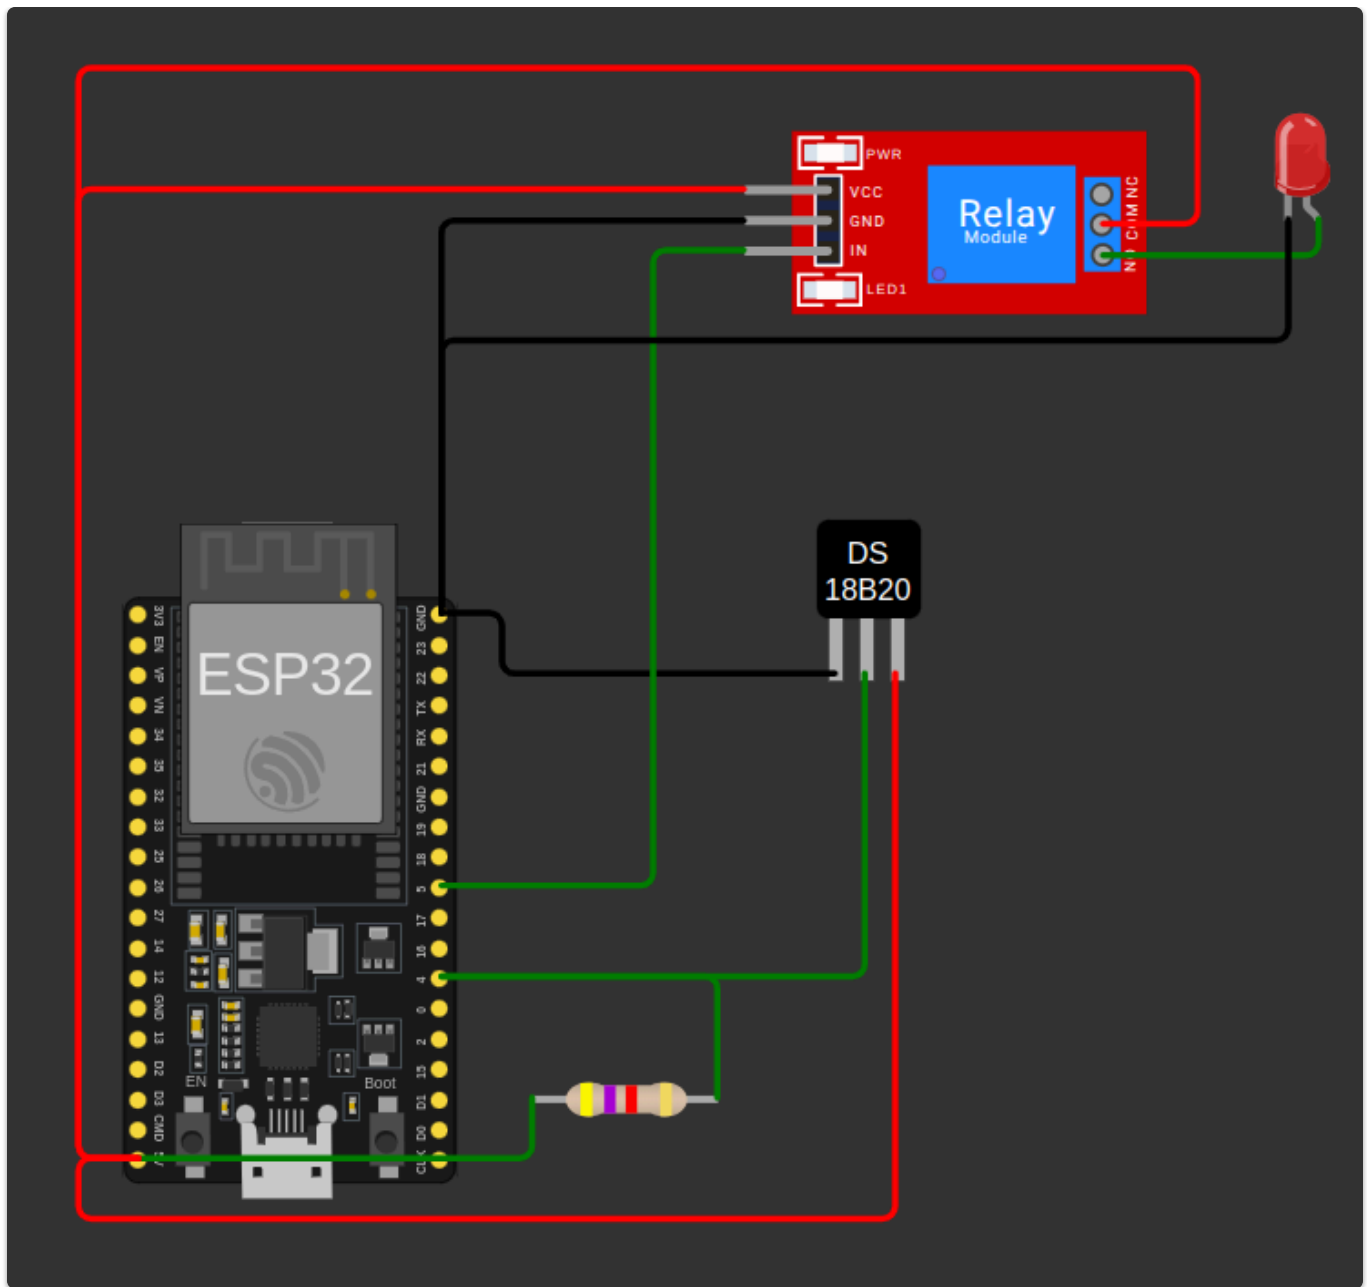 PWR
VCC
GND
IN
LED1
Relay
Module
NC
COM
NO
DS
18B20
ESP32
3V3
EN
VP
VN
34
35
32
33
25
26
27
14
12
GND
13
D2
D3
CMD
GND
23
22
TX
RX
21
GND
19
18
5
17
16
4
0
2
15
D1
D0
EN
Boot